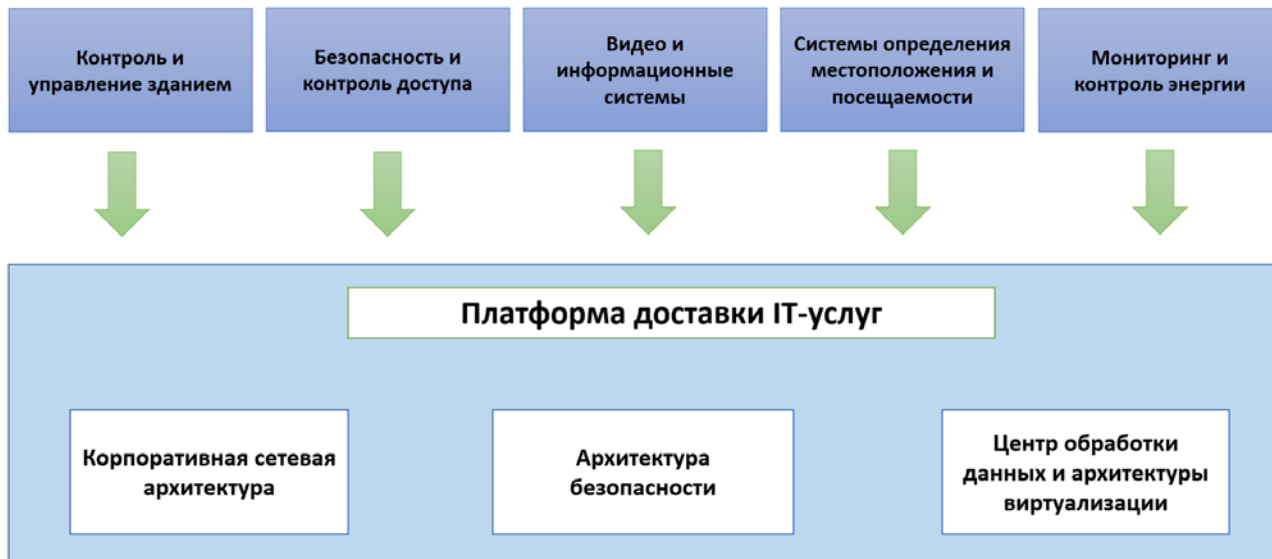 Контроль и
управление зданием
Безопасность и
контроль доступа
Видео и
информационные
системы
Системы определения
местоположения и
посещаемости
Мониторинг и
контроль энергии
Платформа доставки IT-услуг
Корпоративная сетевая
архитектура
Архитектура
безопасности
Центр обработки
данных и архитектуры
виртуализации